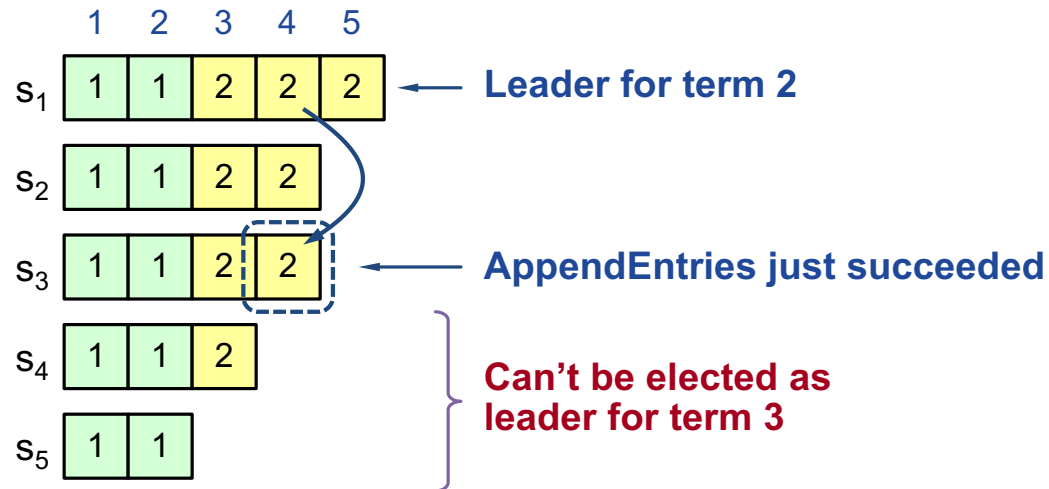 1 2 3 4 5
s1 1 1 2 2 2 Leader for term 2
s2 1 1 2 2
s3 1 1 2 2 AppendEntries just succeeded
s4 1 1 2
Can't be elected as
leader for term 3
s5 1 1